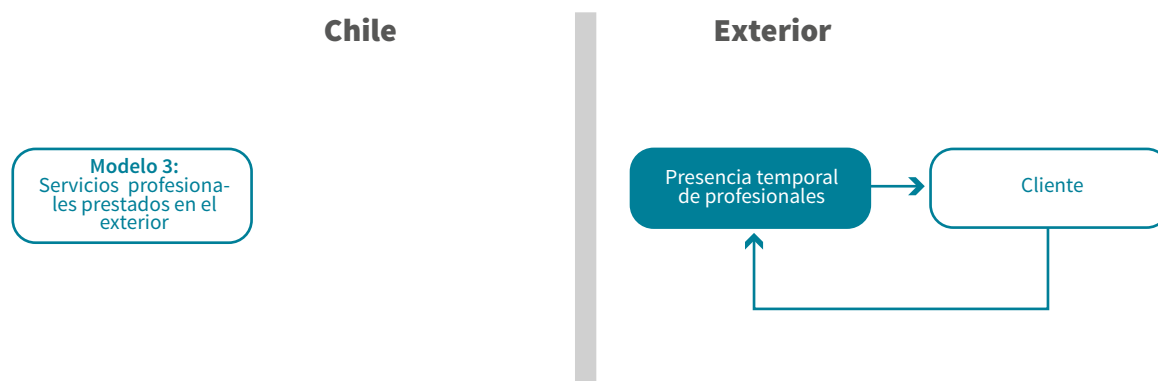 Chile
Exterior
Modelo 3:
Servicios profesiona-
les prestados en el
exterior
Presencia temporal
de profesionales
Cliente